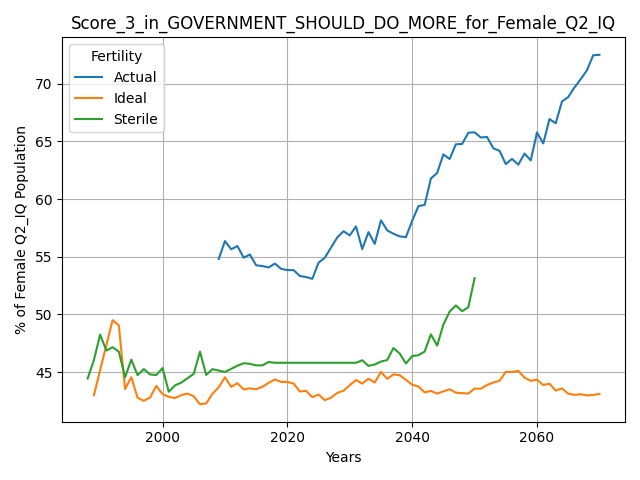 Score_3_in_GOVERNMENT_SHOULD_DO_MORE_for_Female_Q2_IQ
Fertility
Actual
Ideal
Sterile
% of Female Q2_IQ Population
70
65
60
55
50
45
2000
2020
2040
2060
Years